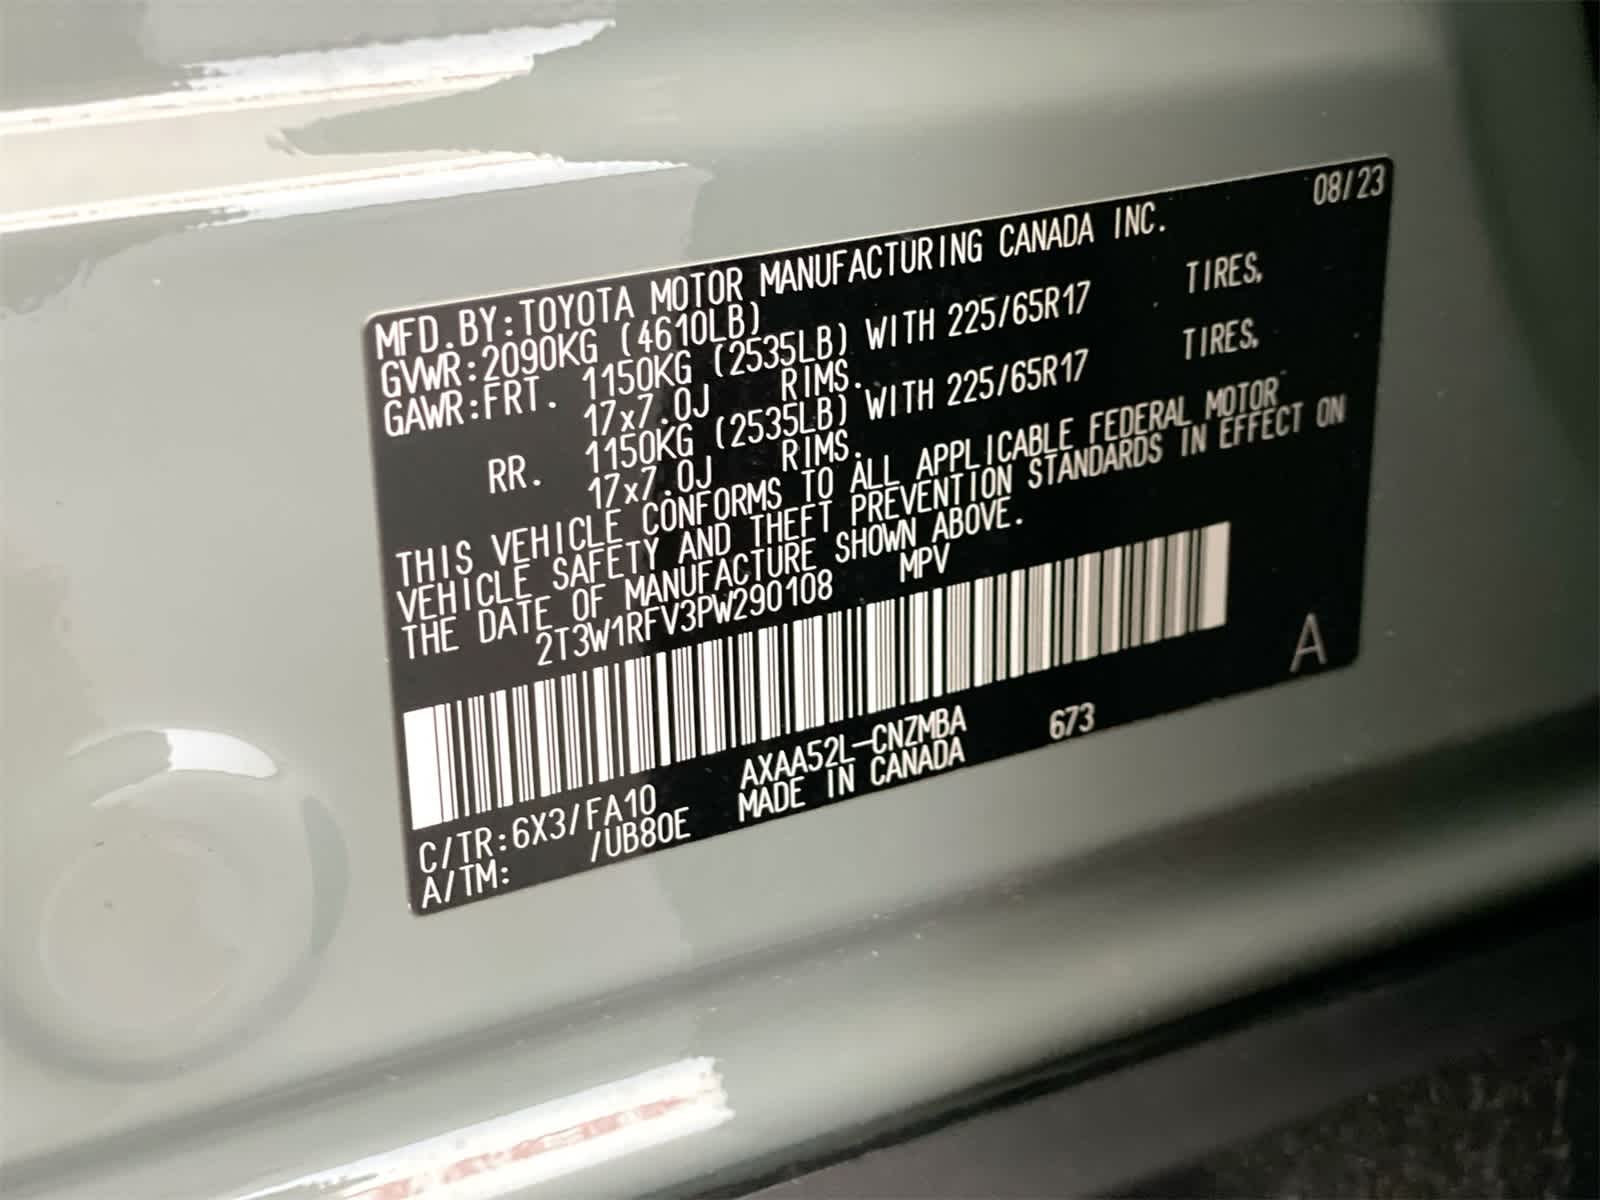 08/23
MFD.BY:TOYOTA MOTOR MANUFACTURING CANADA INC.
GVWR:2090KG (4610LB)
GAWR:FRT. 1150KG (2535LB) WITH 225/65R17 TIRES,
17x7.0J RIMS.
RR. 1150KG (2535LB) WITH 225/65R17 TIRES,
17x7.0J RIMS.
THIS VEHICLE CONFORMS TO ALL APPLICABLE FEDERAL MOTOR
VEHICLE SAFETY AND THEFT PREVENTION STANDARDS IN EFFECT ON
THE DATE OF MANUFACTURE SHOWN ABOVE.
2T3W1RFV3PW290108 MPV
A
AXAA52L-CNZMBA 673
C/TR:6X3/FA10 MADE IN CANADA
A/TM: /UB80E